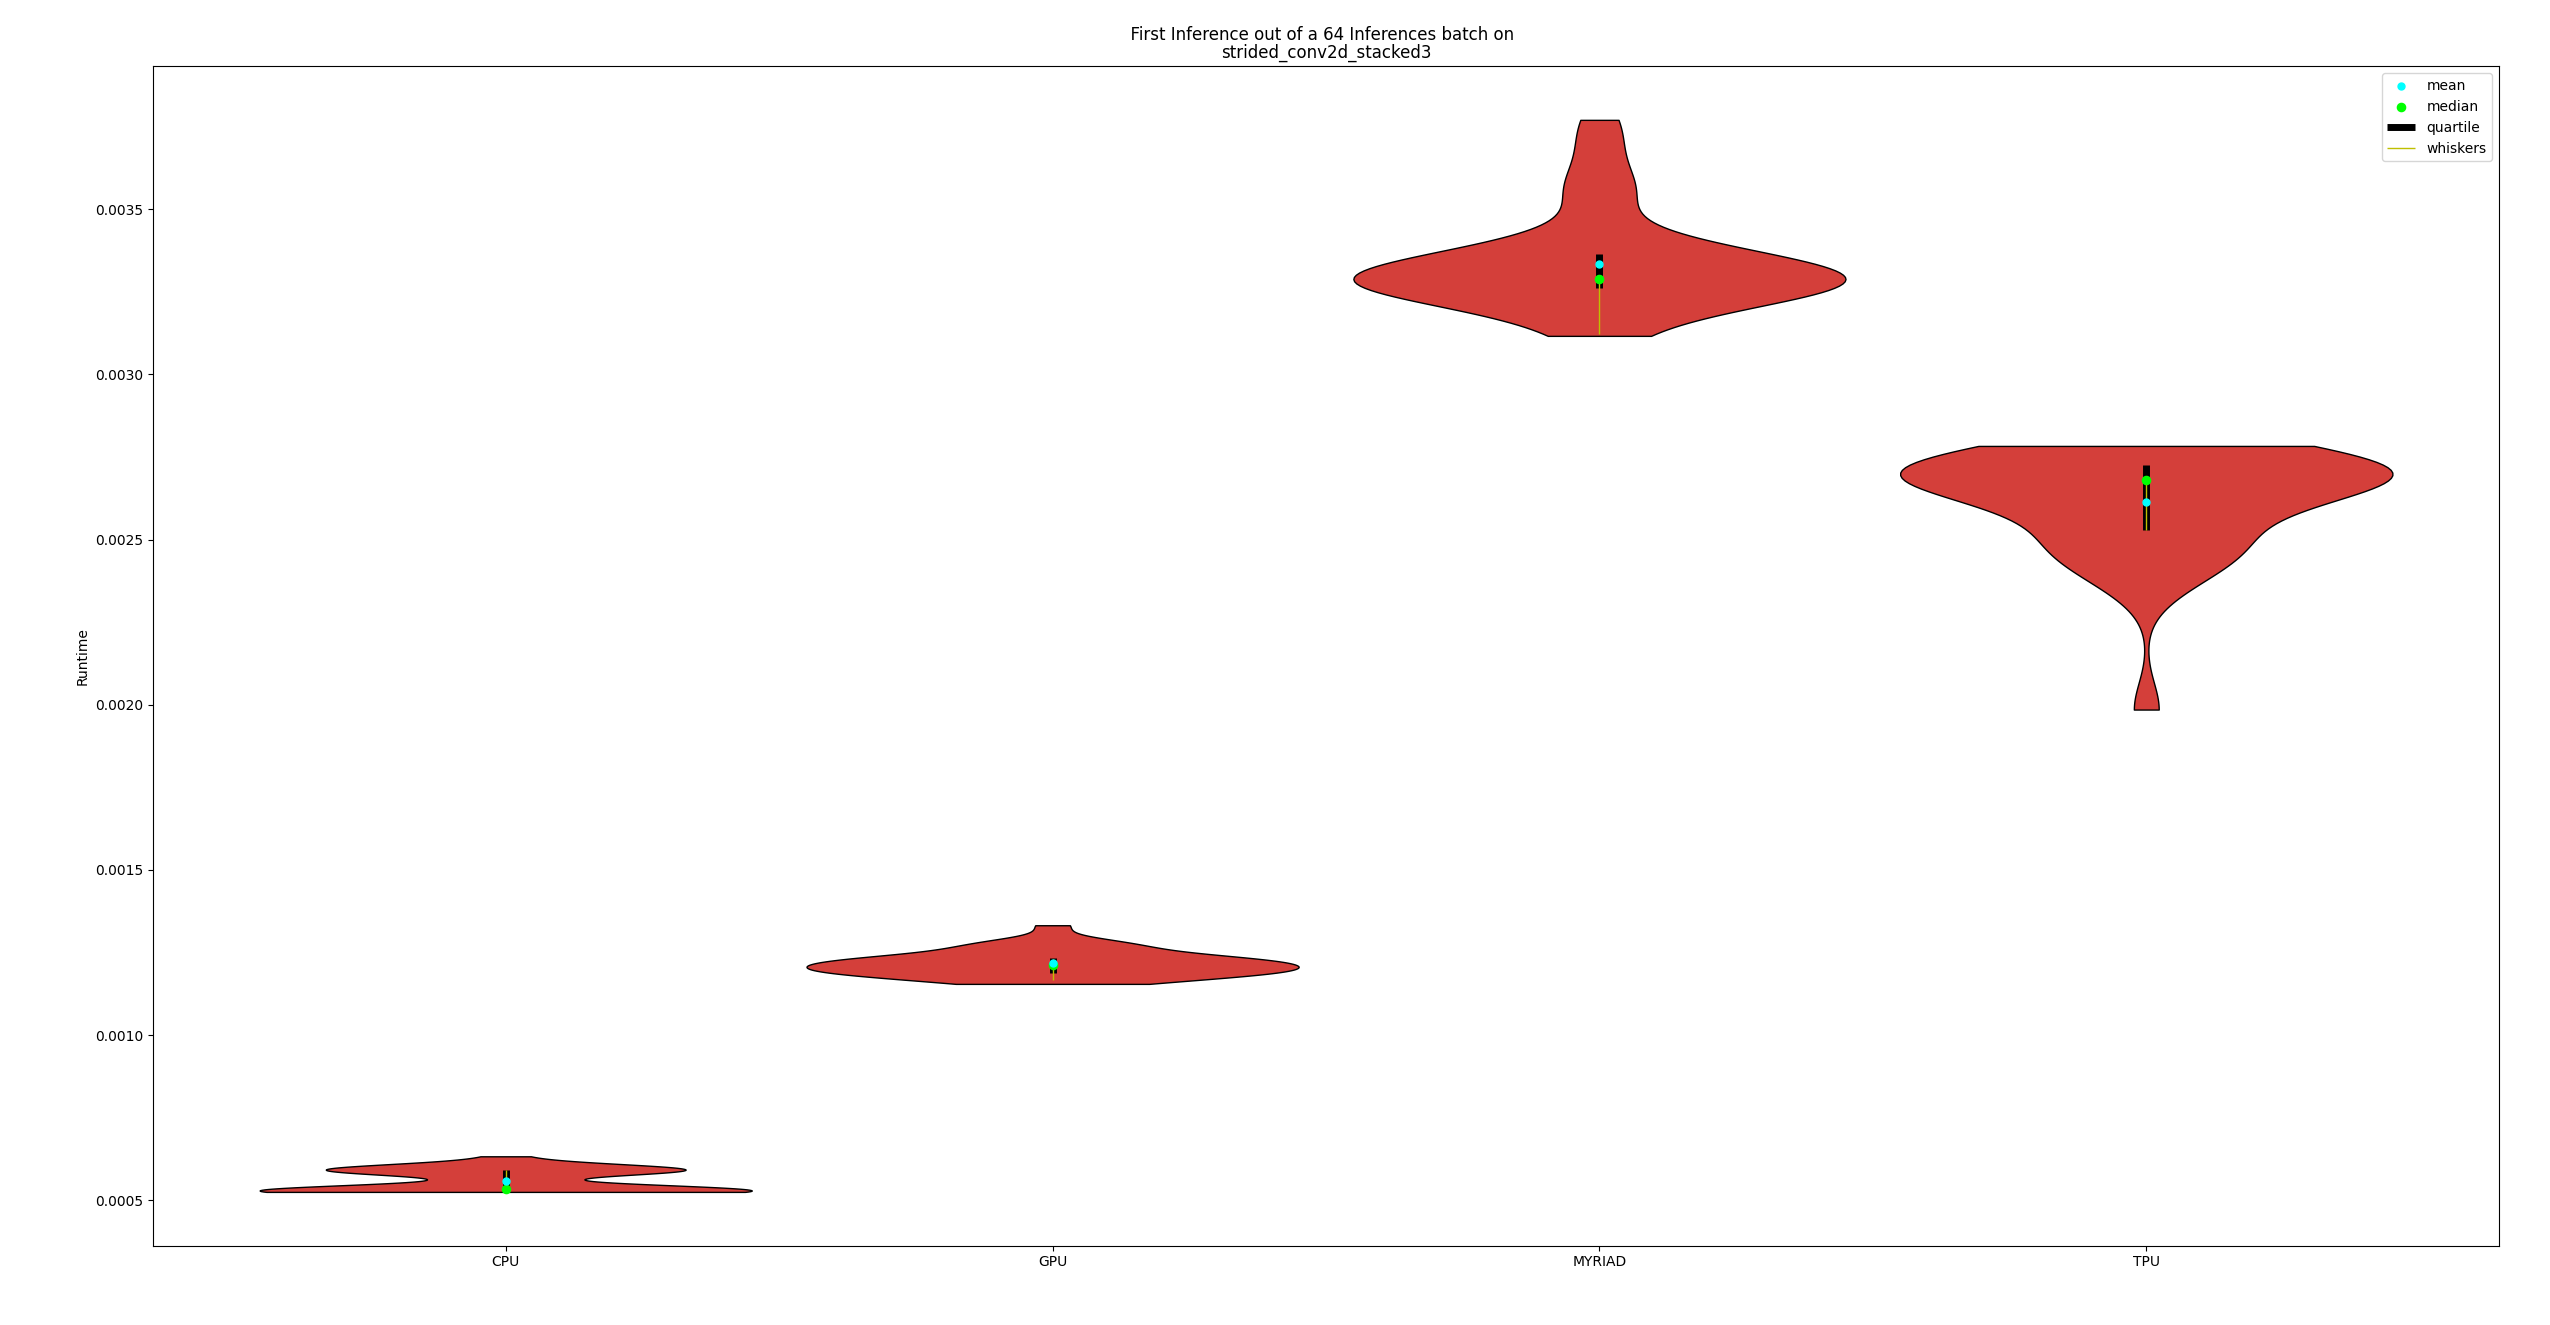 First Inference out of a 64 Inferences batch on
strided_conv2d_stacked3
mean
median
quartile
whiskers
0.0035
0.0030
0.0025
0.0020
0.0015
0.0010
0.0005
Runtime
CPU
GPU
MYRIAD
TPU